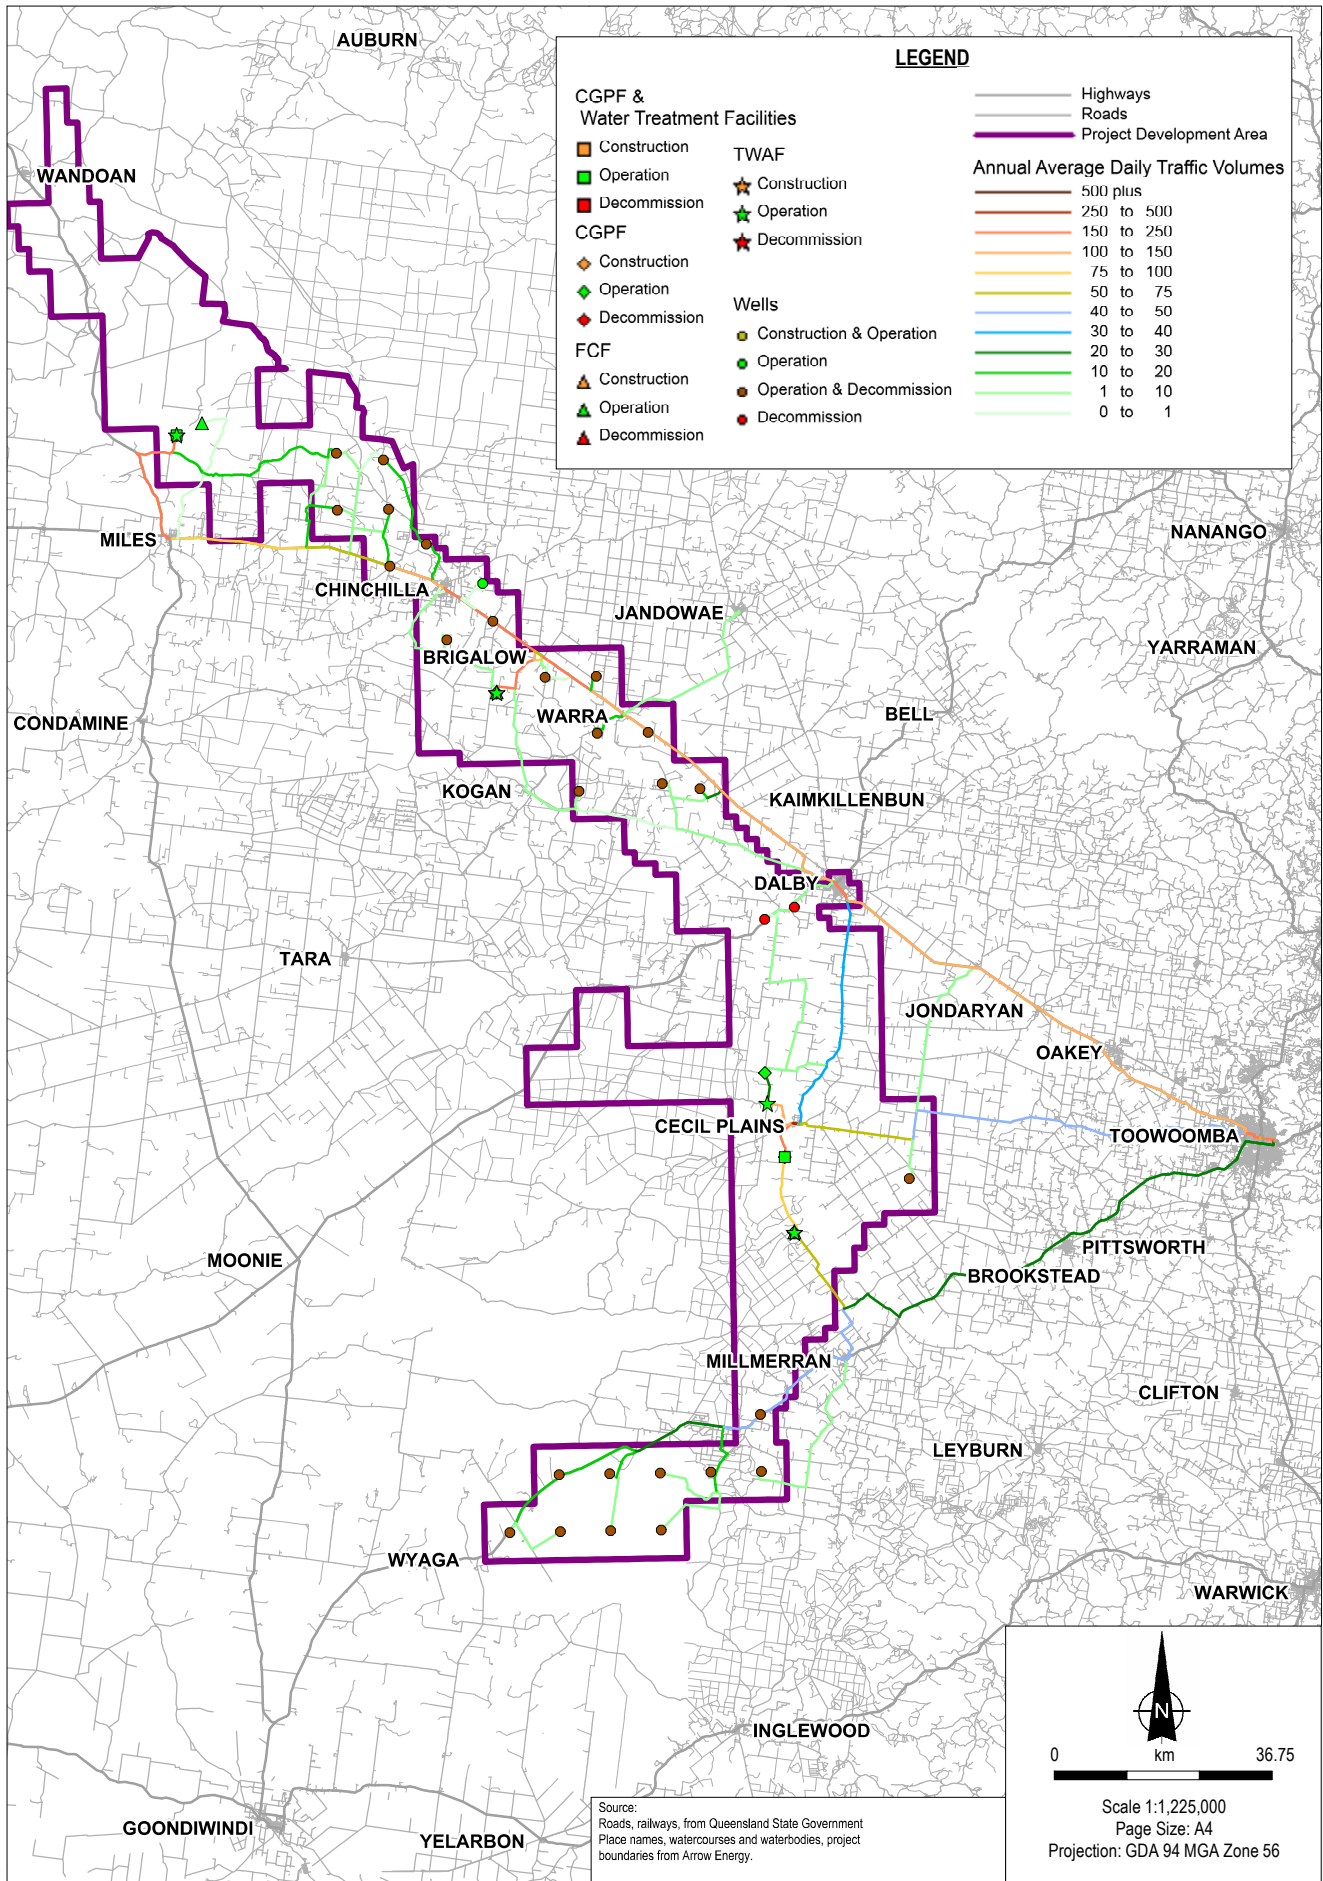 AUBURN
LEGEND
CGPF &
Water Treatment Facilities
Construction
Operation
Decommission
CGPF
Construction
Operation
Decommission
FCF
Construction
Operation
Decommission
TWAF
Construction
Operation
Decommission
Wells
Construction & Operation
Operation
Operation & Decommission
Decommission
Highways
Roads
Project Development Area
Annual Average Daily Traffic Volumes
500 plus
250 to 500
150 to 250
100 to 150
75 to 100
50 to 75
40 to 50
30 to 40
20 to 30
10 to 20
1 to 10
0 to 1
WANDOAN
MILES
NANANGO
CHINCHILLA
JANDOWAE
YARRAMAN
BRIGALOW
CONDAMINE
WARRA
BELL
KOGAN
KAIMKILLENBUN
DALBY
TARA
JONDARYAN
OAKEY
CECIL PLAINS
TOOWOOMBA
MOONIE
PITTSWORTH
BROOKSTEAD
MILLMERRAN
CLIFTON
LEYBURN
WYAGA
WARWICK
INGLEWOOD
GOONDIWINDI
YELARBON
N
0 km 36.75
Scale 1:1,225,000
Page Size: A4
Projection: GDA 94 MGA Zone 56
Source:
Roads, railways, from Queensland State Government
Place names, watercourses and waterbodies, project
boundaries from Arrow Energy.